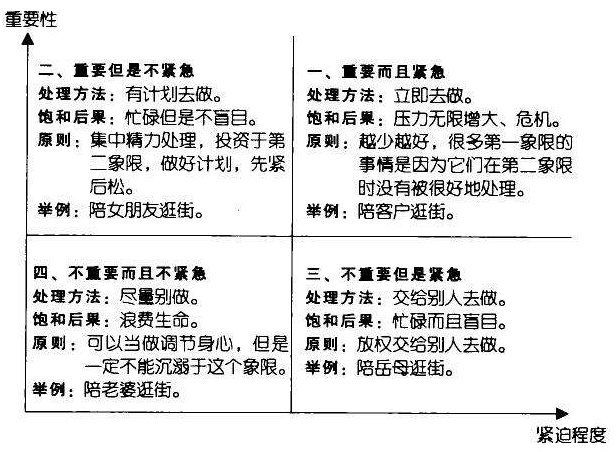 重要性
二、重要但是不紧急
处理方法：有计划去做。
饱和后果：忙碌但是不盲目。
原则：集中精力处理，投资于第
二象限，做好计划，先紧
后松。
举例：陪女朋友逛街。
一、重要而且紧急
处理方法：立即去做。
饱和后果：压力无限增大、危机。
原则：越少越好，很多第一象限的
事情是因为它们在第二象限
时没有被很好地处理。
举例：陪客户逛街。
四、不重要而且不紧急
处理方法：尽量别做。
饱和后果：浪费生命。
原则：可以当做调节身心，但是
一定不能沉溺于这个象限。
举例：陪老婆逛街。
三、不重要但是紧急
处理方法：交给别人去做。
饱和后果：忙碌而且盲目。
原则：放权交给别人去做。
举例：陪岳母逛街。
紧迫程度